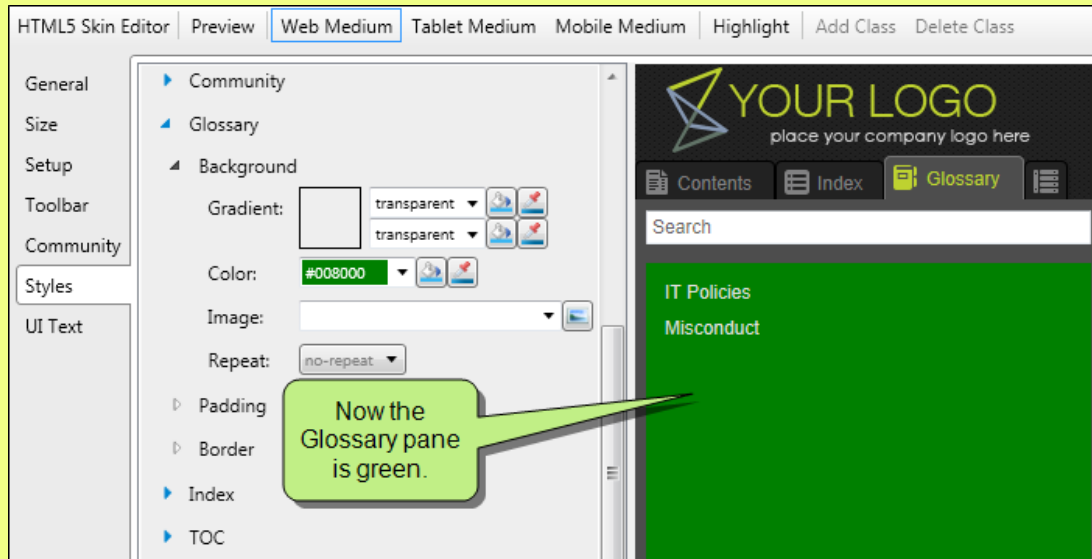 HTML5 Skin Editor Preview Web Medium Tablet Medium Mobile Medium Highlight Add Class Delete Class
General
Size
Setup
Toolbar
Community
Styles
UI Text
Community
Glossary
Background
Gradient:
transparent
transparent
Color:
#008000
Image:
Repeat:
no-repeat
Padding
Border
Index
TOC
Now the
Glossary pane
is green.
YOUR LOGO
place your company logo here
Contents Index Glossary
Search
IT Policies
Misconduct